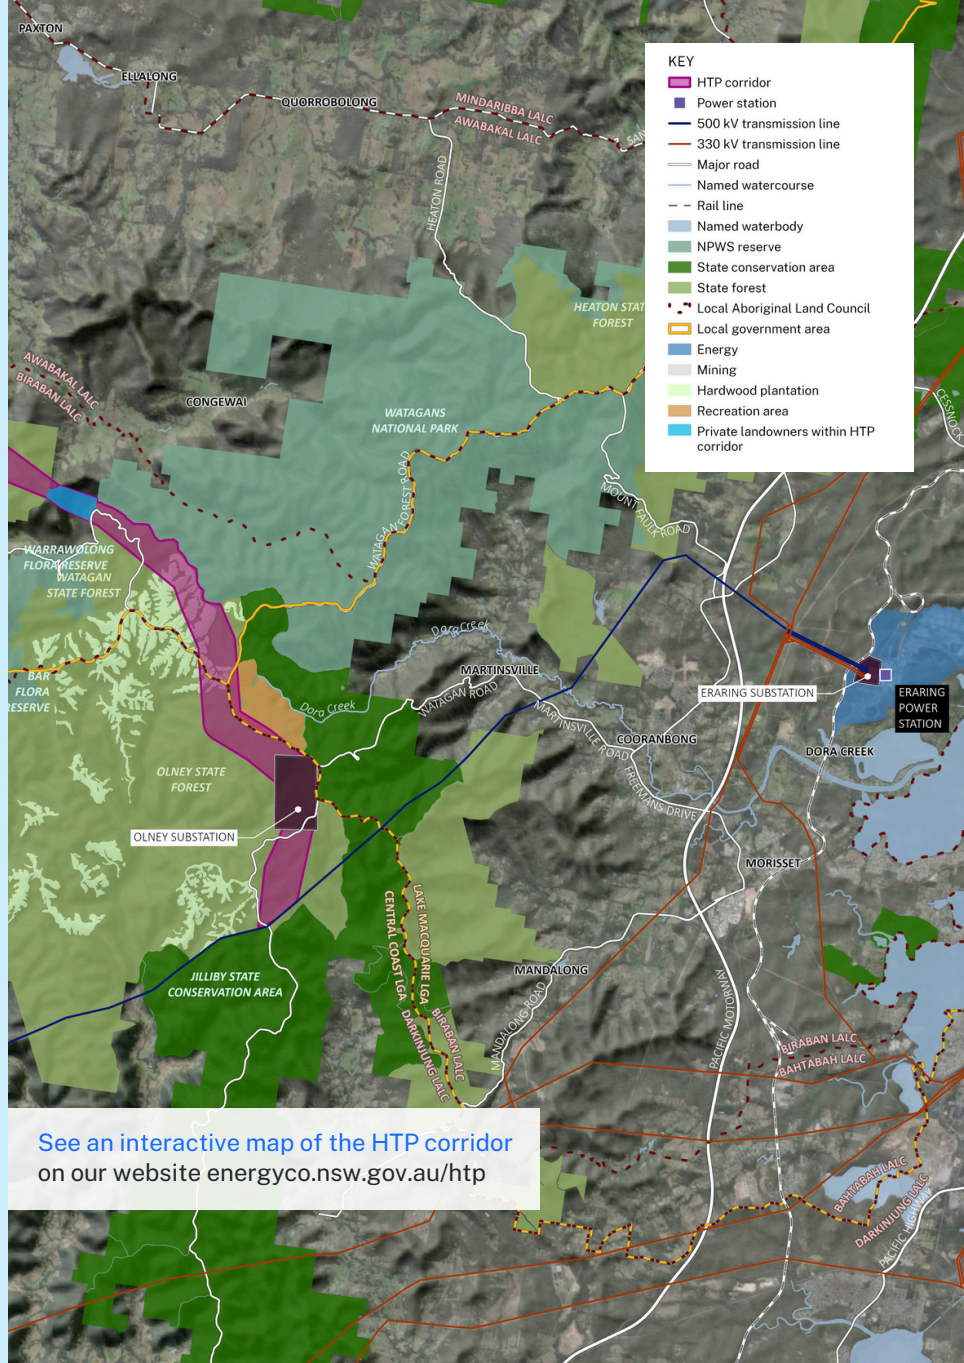 PAXTON
ELLALONG
QUORROBOLONG
MINDARIBBA LALC
AWABAKAL LALC
HEATON ROAD
KEY
HTP corridor
Power station
500 kV transmission line
330 kV transmission line
Major road
Named watercourse
Rail line
Named waterbody
NPWS reserve
State conservation area
State forest
Local Aboriginal Land Council
Local government area
Energy
Mining
Hardwood plantation
Recreation area
Private landowners within HTP
corridor
HEATON STAT
FOREST
AWABAKAL LALC
BIRABAN LALC
CONGEWAI
WATAGANS
NATIONAL PARK
CESSNOCK
WATAGAN FOREST ROAD
MOUNT FAULK ROAD
WARRAWOLONG
FLORA RESERVE
WATAGAN
STATE FOREST
BAR
FLORA
RESERVE
Dora Creek
MARTINSVILLE
WATAGAN ROAD
Dora Creek
MARTINSVILLE ROAD
ERARING SUBSTATION
ERARING
POWER
STATION
COORANBONG
DORA CREEK
FREEMANS DRIVE
OLNEY STATE
FOREST
OLNEY SUBSTATION
MORISSET
LAKE MACQUARIE LGA
CENTRAL COAST LGA
JILLIBY STATE
CONSERVATION AREA
MANDALONG
MANDALONG ROAD
PACIFIC MOTORWAY
BIRABAN LALC
DARKINJUNG LALC
BIRABAN LALC
BAHTABAH LALC
See an interactive map of the HTP corridor
on our website energyco.nsw.gov.au/htp
BAHTABAH LALC
DARKINJUNG LALC
PACIFIC HIGHWAY